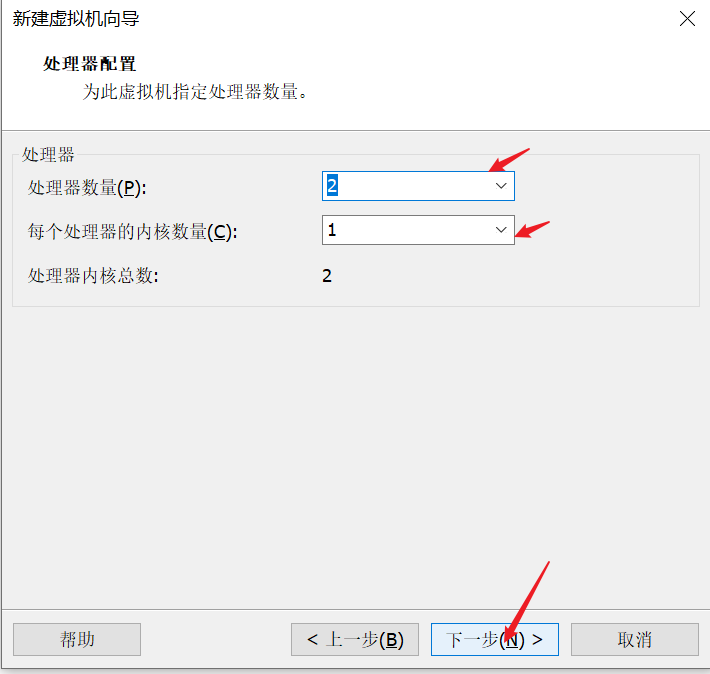 新建虚拟机向导
处理器配置
为此虚拟机指定处理器数量。
处理器
处理器数量(P): 2
每个处理器的内核数量(C): 1
处理器内核总数: 2
帮助 < 上一步(B) 下一步(N) > 取消